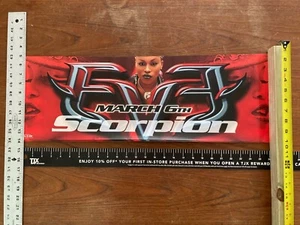 EVE
MARCH 6TH
Scorpion
TJX ENJOY 10% OFF* YOUR FIRST IN-STORE PURCHASE WHEN YOU OPEN A TJX REWARD